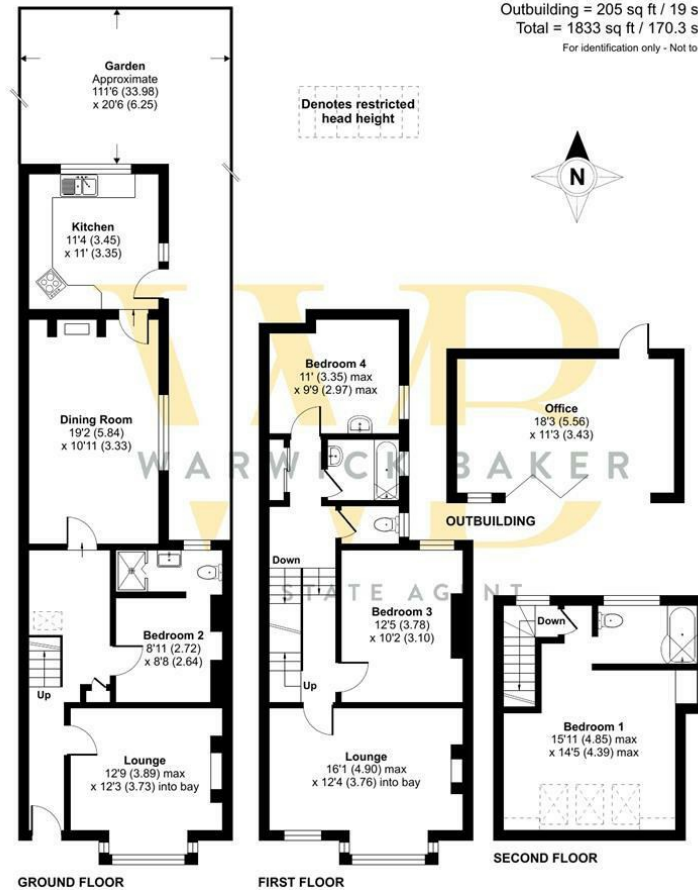 Outbuilding = 205 sq ft / 19 s
Total = 1833 sq ft / 170.3 s
For identification only - Not to
Garden
Approximate
111'6 (33.98)
x 20'6 (6.25)
Denotes restricted
head height
N
Kitchen
11'4 (3.45)
x 11' (3.35)
Dining Room
19'2 (5.84)
x 10'11 (3.33)
Bedroom 2
8'11 (2.72)
x 8'8 (2.64)
Up
Lounge
12'9 (3.89) max
x 12'3 (3.73) into bay
GROUND FLOOR
Bedroom 4
11' (3.35) max
x 9'9 (2.97) max
Down
Bedroom 3
12'5 (3.78)
x 10'2 (3.10)
Up
Lounge
16'1 (4.90) max
x 12'4 (3.76) into bay
FIRST FLOOR
Office
18'3 (5.56)
x 11'3 (3.43)
OUTBUILDING
Down
Bedroom 1
15'11 (4.85) max
x 14'5 (4.39) max
SECOND FLOOR
WB
WARWICK BAKER
STATE AGENT